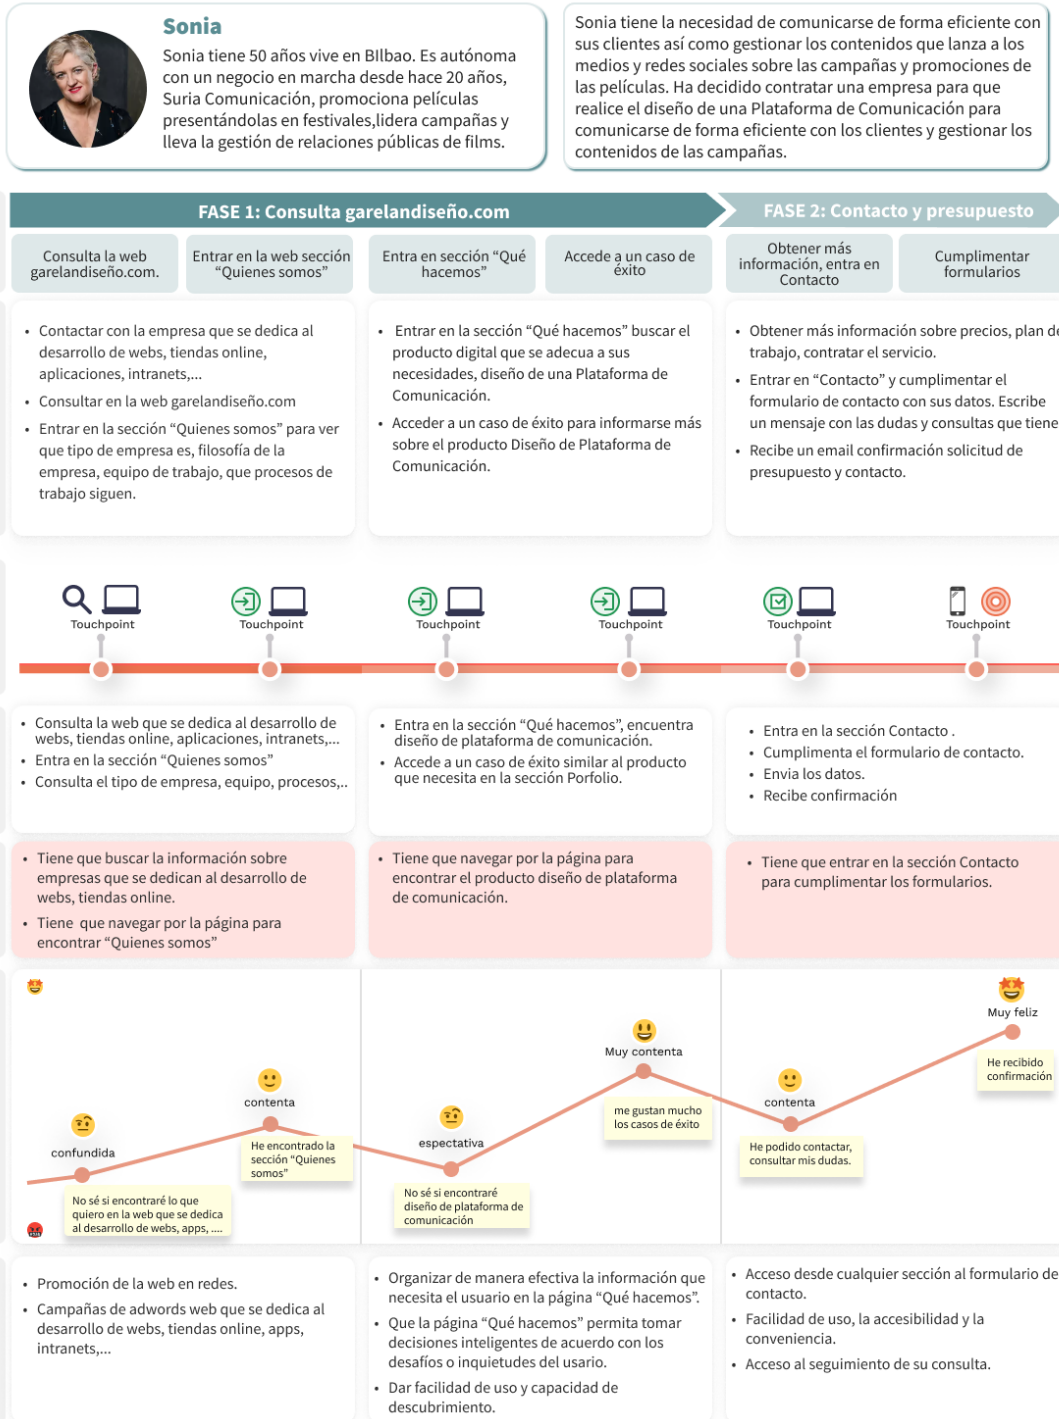 Sonia
Sonia tiene 50 años vive en BIlbao. Es autónoma
con un negocio en marcha desde hace 20 años,
Suria Comunicación, promociona películas
presentándolas en festivales,lidera campañas y
lleva la gestión de relaciones públicas de films.
Sonia tiene la necesidad de comunicarse de forma eficiente con
sus clientes así como gestionar los contenidos que lanza a los
medios y redes sociales sobre las campañas y promociones de
las películas. Ha decidido contratar una empresa para que
realice el diseño de una Plataforma de Comunicación para
comunicarse de forma eficiente con los clientes y gestionar los
contenidos de las campañas.
FASE 1: Consulta garelandiseño.com
FASE 2: Contacto y presupuesto
Consulta la web
garelandiseño.com.
Entrar en la web sección
“Quienes somos”
Entra en sección “Qué
hacemos”
Accede a un caso de
éxito
Obtener más
información, entra en
Contacto
Cumplimentar
formularios
• Contactar con la empresa que se dedica al
desarrollo de webs, tiendas online,
aplicaciones, intranets,...
• Consultar en la web garelandiseño.com
• Entrar en la sección “Quienes somos” para ver
que tipo de empresa es, filosofía de la
empresa, equipo de trabajo, que procesos de
trabajo siguen.
• Entrar en la sección “Qué hacemos” buscar el
producto digital que se adecua a sus
necesidades, diseño de una Plataforma de
Comunicación.
• Acceder a un caso de éxito para informarse más
sobre el producto Diseño de Plataforma de
Comunicación.
• Obtener más información sobre precios, plan de
trabajo, contratar el servicio.
• Entrar en “Contacto” y cumplimentar el
formulario de contacto con sus datos. Escribe
un mensaje con las dudas y consultas que tiene
• Recibe un email confirmación solicitud de
presupuesto y contacto.
Touchpoint
Touchpoint
Touchpoint
Touchpoint
Touchpoint
Touchpoint
• Consulta la web que se dedica al desarrollo de
webs, tiendas online, aplicaciones, intranets,...
• Entra en la sección “Quienes somos”
• Consulta el tipo de empresa, equipo, procesos,..
• Entra en la sección “Qué hacemos”, encuentra
diseño de plataforma de comunicación.
• Accede a un caso de éxito similar al producto
que necesita en la sección Porfolio.
• Entra en la sección Contacto .
• Cumplimenta el formulario de contacto.
• Envia los datos.
• Recibe confirmación
• Tiene que buscar la información sobre
empresas que se dedican al desarrollo de
webs, tiendas online.
• Tiene que navegar por la página para
encontrar “Quienes somos”
• Tiene que navegar por la página para
encontrar el producto diseño de plataforma
de comunicación.
• Tiene que entrar en la sección Contacto
para cumplimentar los formularios.
confundida
No sé si encontraré lo que
quiero en la web que se dedica
al desarrollo de webs, apps, ....
contenta
He encontrado la
sección “Quienes
somos”
espectativa
No sé si encontraré
diseño de plataforma de
comunicación
Muy contenta
me gustan mucho
los casos de éxito
contenta
He podido contactar,
consultar mis dudas.
Muy feliz
He recibido
confirmación
• Promoción de la web en redes.
• Campañas de adwords web que se dedica al
desarrollo de webs, tiendas online, apps,
intranets,...
• Organizar de manera efectiva la información que
necesita el usuario en la página “Qué hacemos”.
• Que la página “Qué hacemos” permita tomar
decisiones inteligentes de acuerdo con los
desafíos o inquietudes del usario.
• Dar facilidad de uso y capacidad de
descubrimiento.
• Acceso desde cualquier sección al formulario de
contacto.
• Facilidad de uso, la accesibilidad y la
conveniencia.
• Acceso al seguimiento de su consulta.